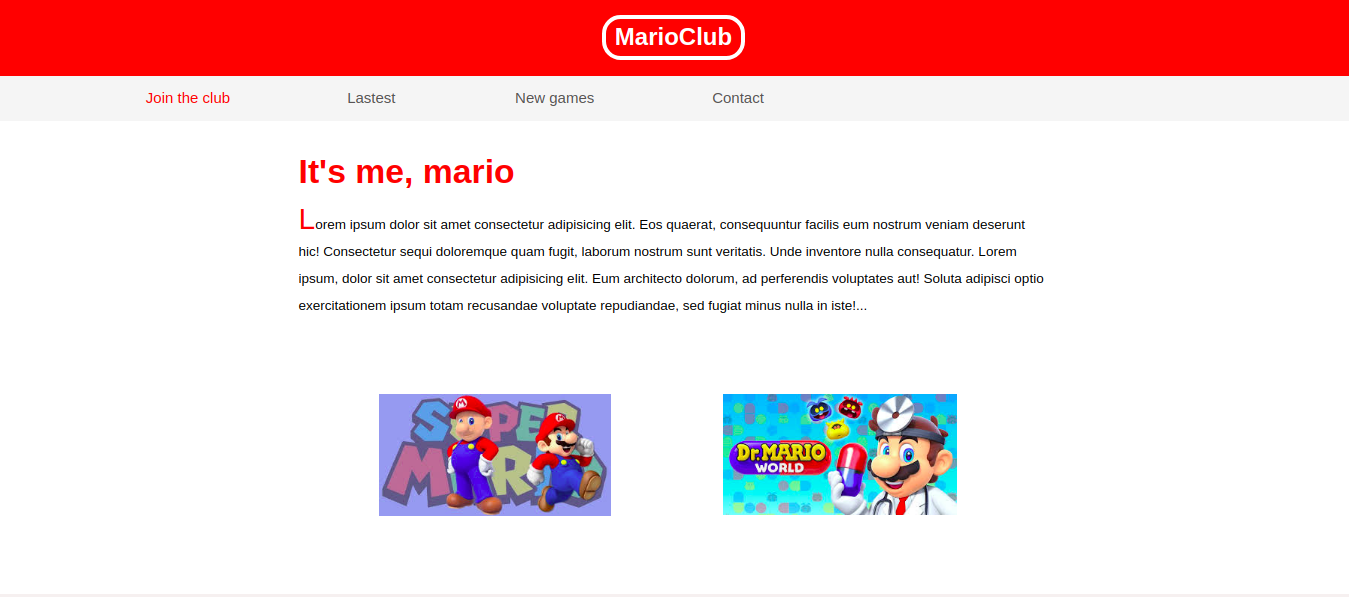 MarioClub
Join the club Lastest New games Contact
It's me, mario
Lorem ipsum dolor sit amet consectetur adipisicing elit. Eos quaerat, consequuntur facilis eum nostrum veniam deserunt
hic! Consectetur sequi doloremque quam fugit, laborum nostrum sunt veritatis. Unde inventore nulla consequatur. Lorem
ipsum, dolor sit amet consectetur adipisicing elit. Eum architecto dolorum, ad perferendis voluptates aut! Soluta adipisci optio
exercitationem ipsum totam recusandae voluptate repudiandae, sed fugiat minus nulla in iste!...
SUPER
MARIO
M
M
Dr. MARIO
WORLD